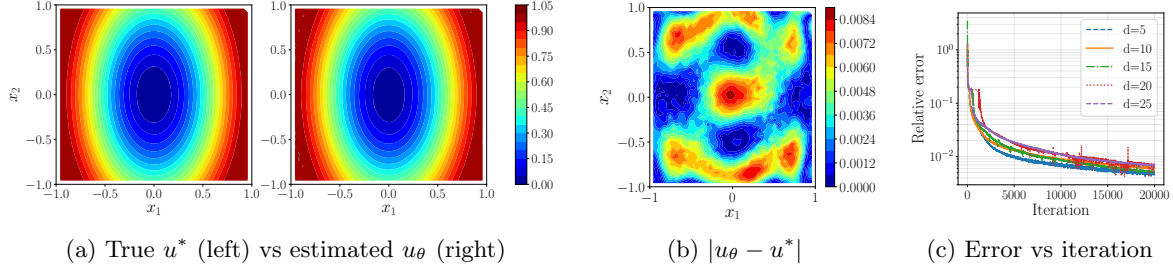 1.0
0.5
0.0
−0.5
−1.0
x₂
−1.0 −0.5 0.0 0.5 1.0
x₁
−1.0 −0.5 0.0 0.5 1.0
x₁
1.05
0.90
0.75
0.60
0.45
0.30
0.15
0.00
(a) True u* (left) vs estimated u_θ (right)
1.0
0.5
0.0
−0.5
−1.0
x₂
−1 0 1
x₁
0.0084
0.0072
0.0060
0.0048
0.0036
0.0024
0.0012
0.0000
(b) |u_θ − u*|
Relative error
10⁰
10⁻¹
10⁻²
d=5
d=10
d=15
d=20
d=25
0 5000 10000 15000 20000
Iteration
(c) Error vs iteration